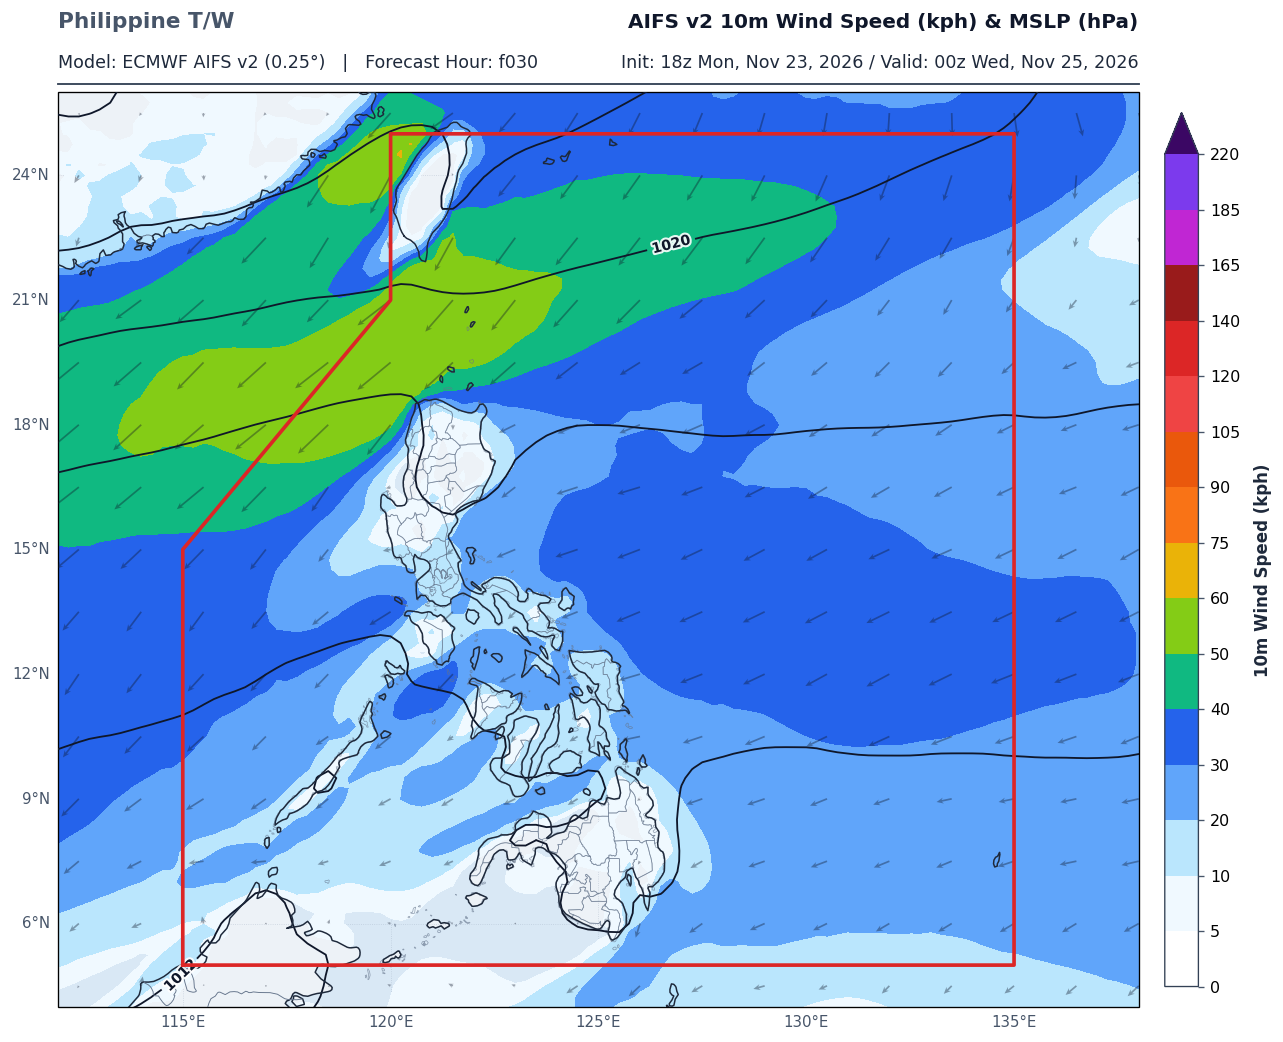 Philippine T/W
AIFS v2 10m Wind Speed (kph) & MSLP (hPa)
Model: ECMWF AIFS v2 (0.25°) | Forecast Hour: f030
Init: 18z Mon, Nov 23, 2026 / Valid: 00z Wed, Nov 25, 2026
24°N
21°N
18°N
15°N
12°N
9°N
6°N
115°E
120°E
125°E
130°E
135°E
1020
1012
220
185
165
140
120
105
90
75
60
50
40
30
20
10
5
0
10m Wind Speed (kph)